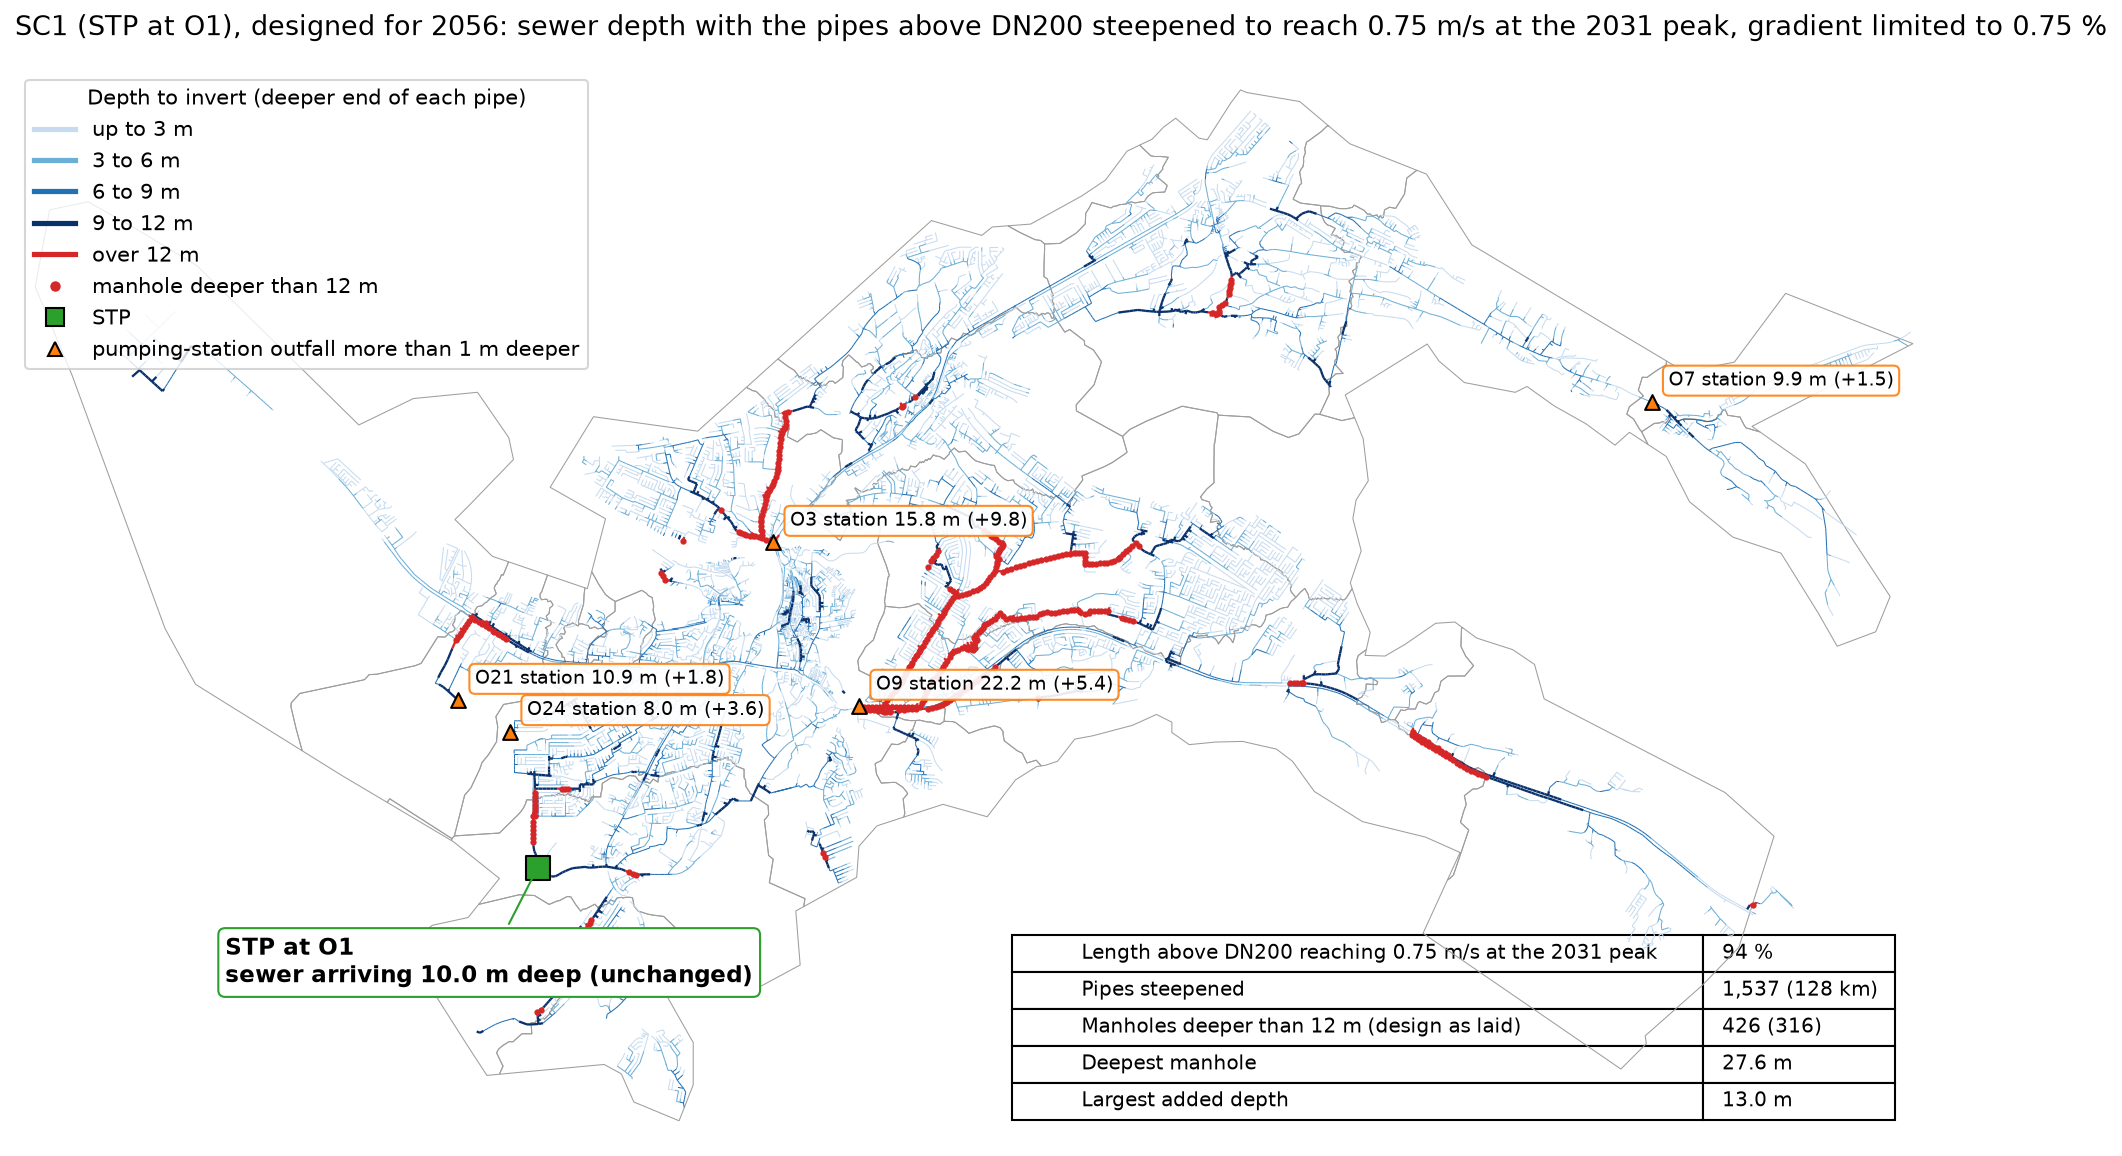 SC1 (STP at O1), designed for 2056: sewer depth with the pipes above DN200 steepened to reach 0.75 m/s at the 2031 peak, gradient limited to 0.75 %
Depth to invert (deeper end of each pipe)
up to 3 m
3 to 6 m
6 to 9 m
9 to 12 m
over 12 m
manhole deeper than 12 m
STP
pumping-station outfall more than 1 m deeper
O7 station 9.9 m (+1.5)
O3 station 15.8 m (+9.8)
O21 station 10.9 m (+1.8)
O9 station 22.2 m (+5.4)
O24 station 8.0 m (+3.6)
STP at O1
sewer arriving 10.0 m deep (unchanged)
Length above DN200 reaching 0.75 m/s at the 2031 peak 94 %
Pipes steepened 1,537 (128 km)
Manholes deeper than 12 m (design as laid) 426 (316)
Deepest manhole 27.6 m
Largest added depth 13.0 m